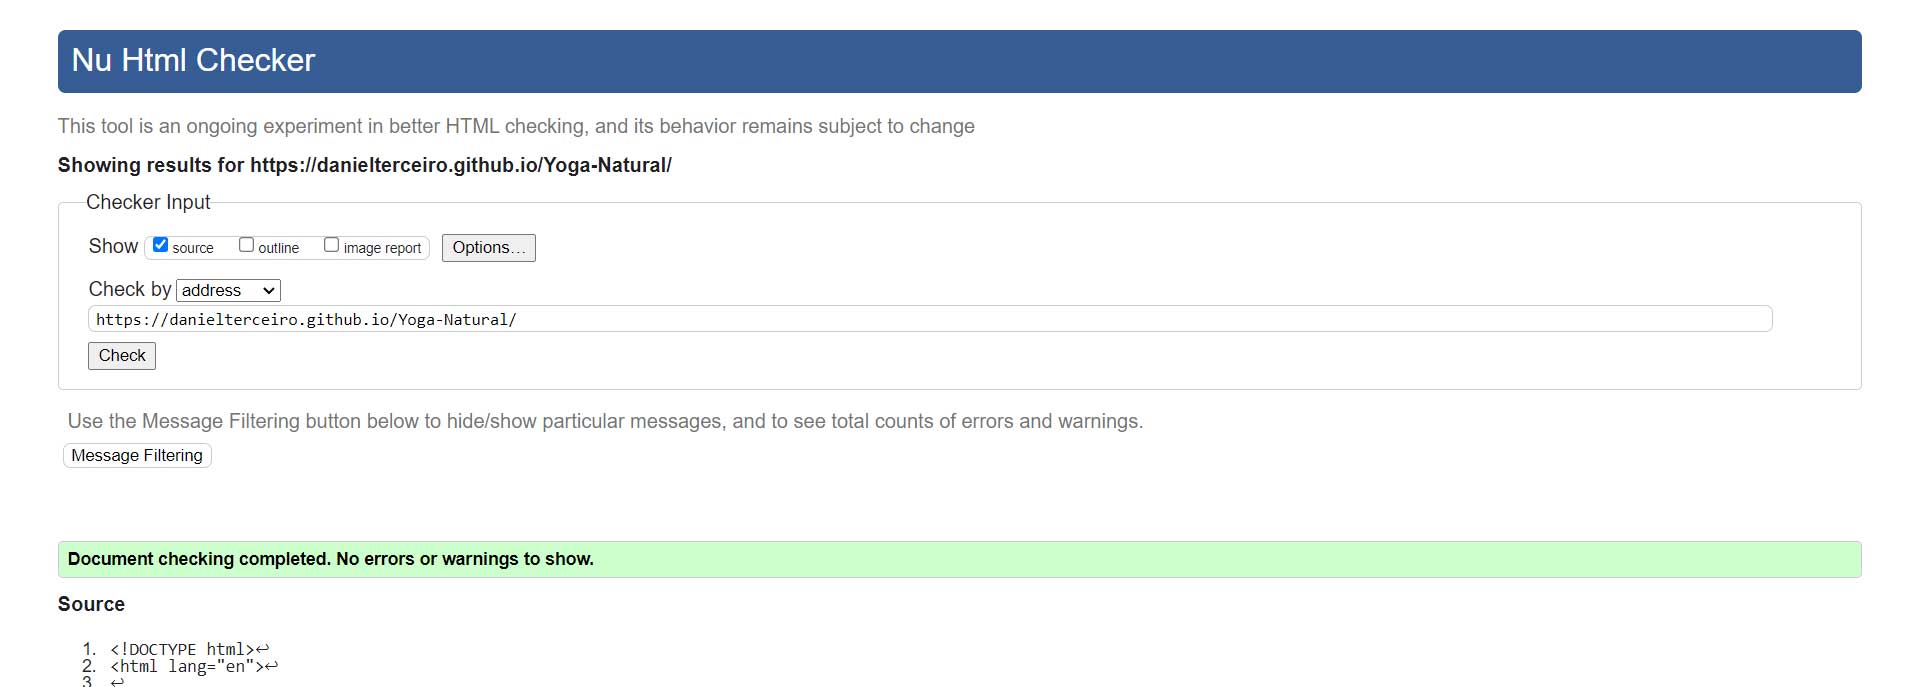 Nu Html Checker
This tool is an ongoing experiment in better HTML checking, and its behavior remains subject to change
Showing results for https://danielterceiro.github.io/Yoga-Natural/
Checker Input
Show source outline image report Options...
Check by address
https://danielterceiro.github.io/Yoga-Natural/
Check
Use the Message Filtering button below to hide/show particular messages, and to see total counts of errors and warnings.
Message Filtering
Document checking completed. No errors or warnings to show.
Source
1. <!DOCTYPE html>↩
2. <html lang="en">↩
3 ↩